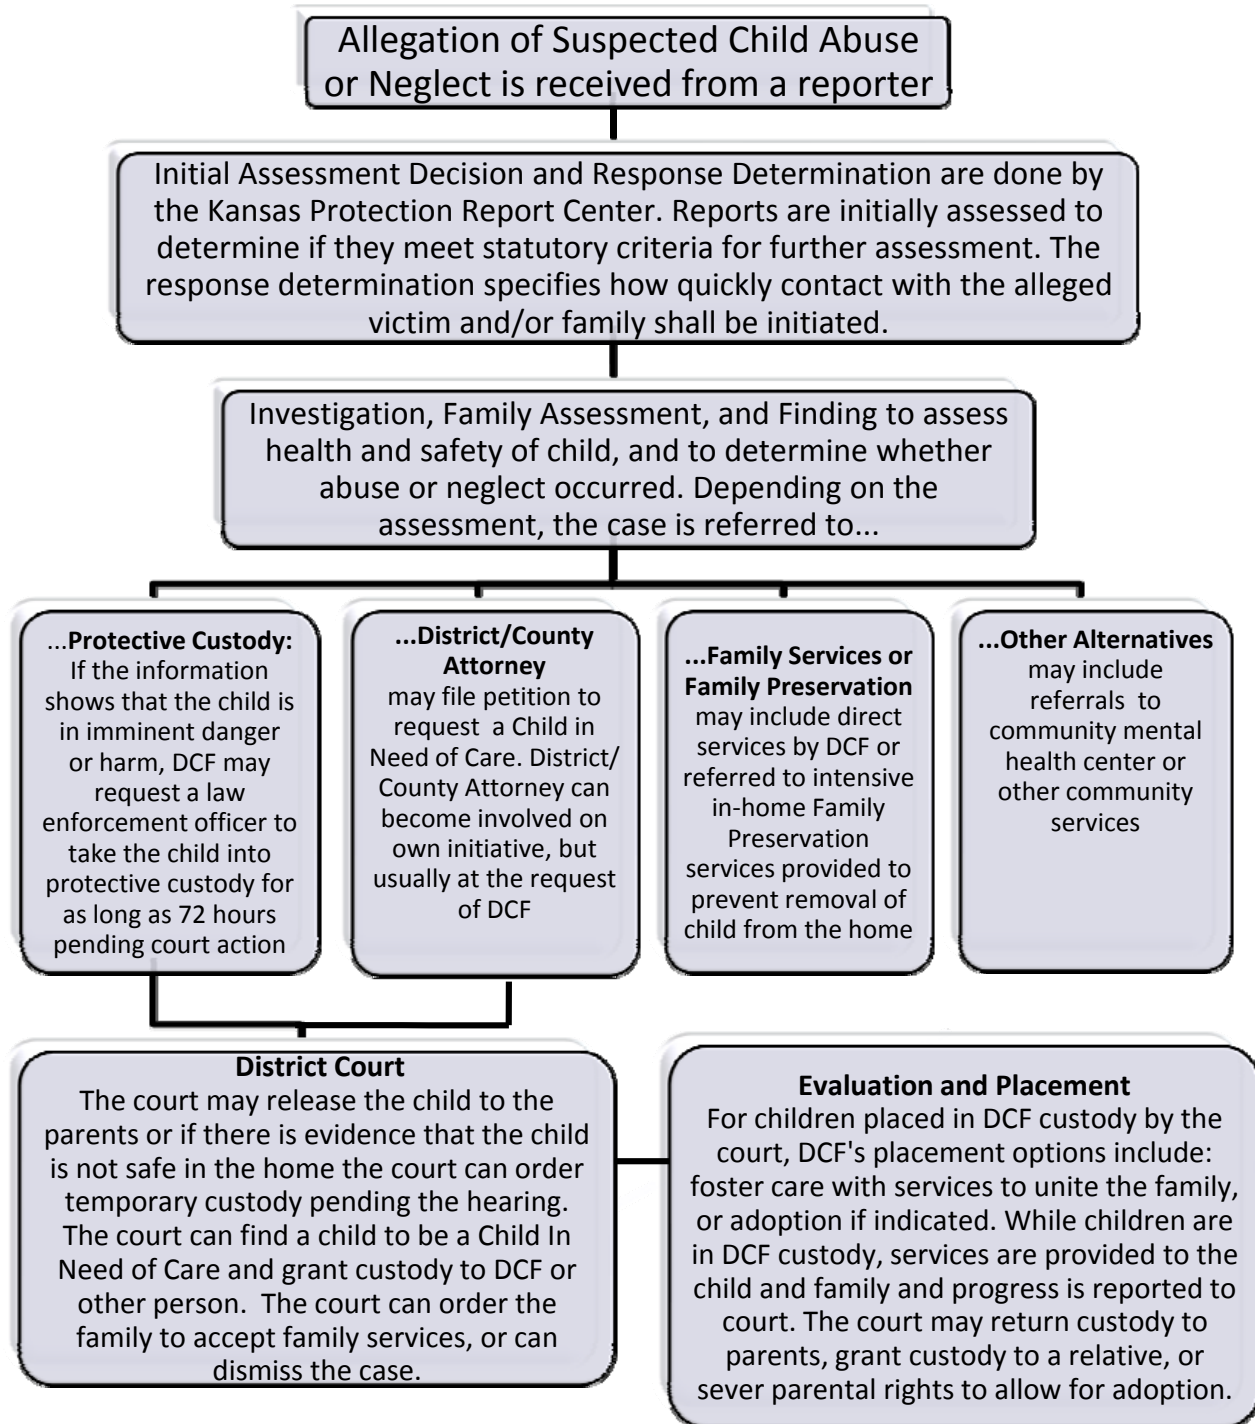 Allegation of Suspected Child Abuse
or Neglect is received from a reporter
Initial Assessment Decision and Response Determination are done by
the Kansas Protection Report Center. Reports are initially assessed to
determine if they meet statutory criteria for further assessment. The
response determination specifies how quickly contact with the alleged
victim and/or family shall be initiated.
Investigation, Family Assessment, and Finding to assess
health and safety of child, and to determine whether
abuse or neglect occurred. Depending on the
assessment, the case is referred to...
...Protective Custody:
If the information
shows that the child is
in imminent danger
or harm, DCF may
request a law
enforcement officer to
take the child into
protective custody for
as long as 72 hours
pending court action
...District/County
Attorney
may file petition to
request a Child in
Need of Care. District/
County Attorney can
become involved on
own initiative, but
usually at the request
of DCF
...Family Services or
Family Preservation
may include direct
services by DCF or
referred to intensive
in-home Family
Preservation
services provided to
prevent removal of
child from the home
...Other Alternatives
may include
referrals to
community mental
health center or
other community
services
District Court
The court may release the child to the
parents or if there is evidence that the child
is not safe in the home the court can order
temporary custody pending the hearing.
The court can find a child to be a Child In
Need of Care and grant custody to DCF or
other person. The court can order the
family to accept family services, or can
dismiss the case.
Evaluation and Placement
For children placed in DCF custody by the
court, DCF's placement options include:
foster care with services to unite the family,
or adoption if indicated. While children are
in DCF custody, services are provided to the
child and family and progress is reported to
court. The court may return custody to
parents, grant custody to a relative, or
sever parental rights to allow for adoption.